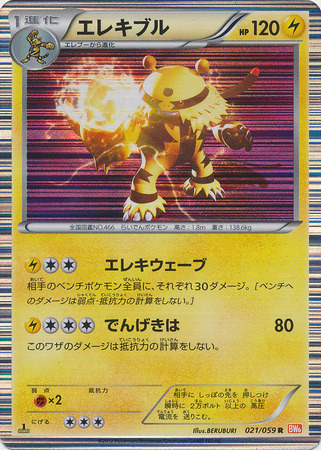 1進化 エレキブル HP120
エレブーから進化
全国図鑑NO.466 らいでんポケモン 高さ:1.8m 重さ:138.6kg
エレキウェーブ
相手のベンチポケモン全員に、それぞれ30ダメージ。[ベンチへ
のダメージは弱点・抵抗力の計算をしない。]
でんげきは 80
このワザのダメージは抵抗力の計算をしない。
弱点 抵抗力
×2
にげる
相手に しっぽの先を 押しつけ
瞬時に 2万ボルト 以上の 高圧
電流を 送りこむ。
Illus.BERUBURI
BW6 021/059 R